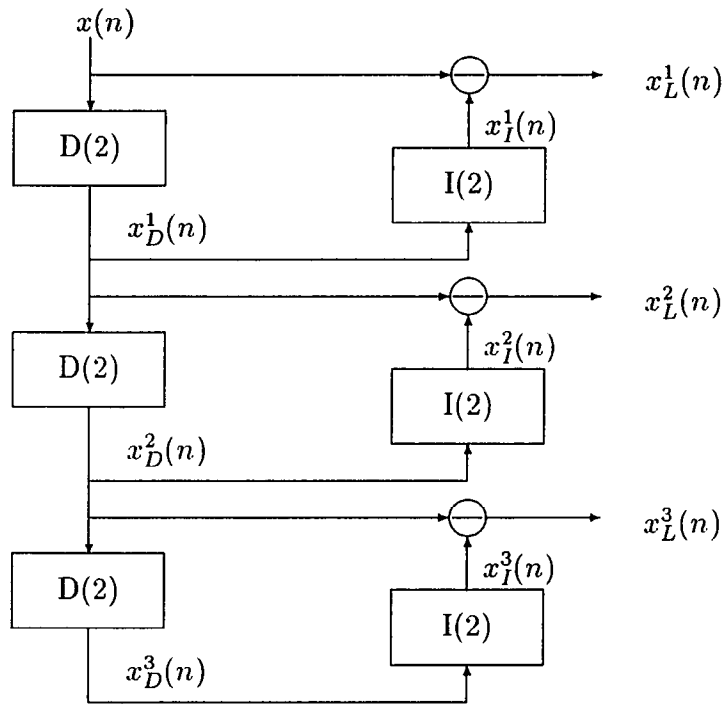 x(n)
x_L^1(n)
D(2)
x_I^1(n)
I(2)
x_D^1(n)
x_L^2(n)
D(2)
x_I^2(n)
I(2)
x_D^2(n)
x_L^3(n)
D(2)
x_I^3(n)
I(2)
x_D^3(n)